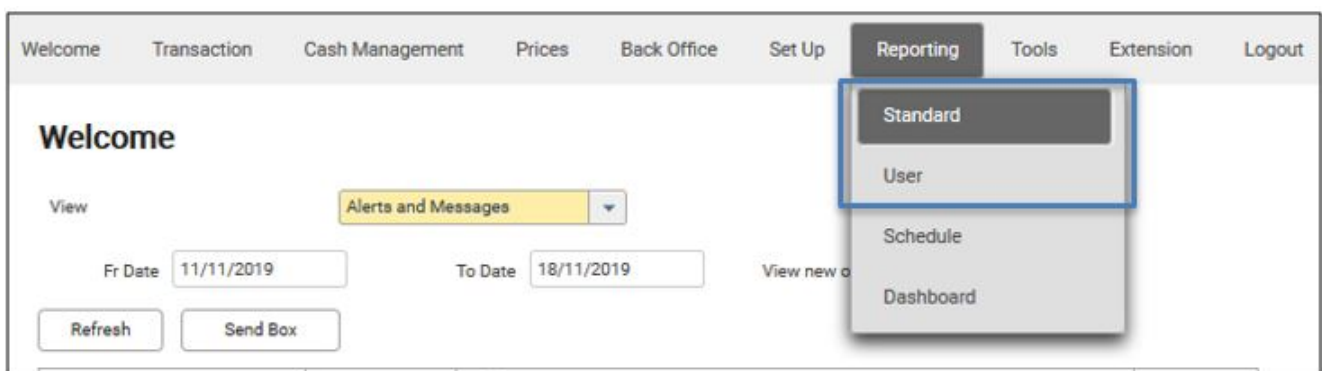 Welcome Transaction Cash Management Prices Back Office Set Up Reporting Tools Extension Logout
Standard
Welcome
User
View Alerts and Messages
Schedule
Fr Date 11/11/2019 To Date 18/11/2019 View new o
Dashboard
Refresh Send Box